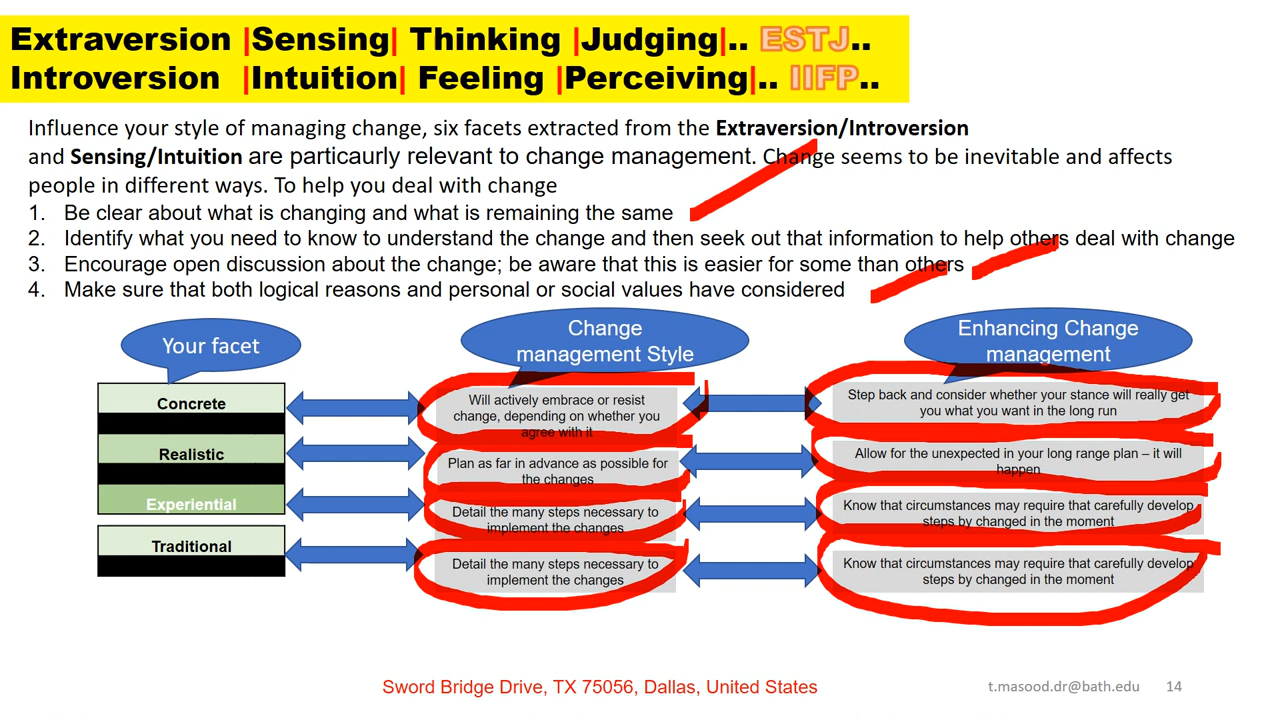 Extraversion |Sensing| Thinking |Judging|.. ESTJ..
Introversion |Intuition| Feeling |Perceiving|.. IIFP..
Influence your style of managing change, six facets extracted from the Extraversion/Introversion
and Sensing/Intuition are particaurly relevant to change management. Change seems to be inevitable and affects
people in different ways. To help you deal with change
1. Be clear about what is changing and what is remaining the same
2. Identify what you need to know to understand the change and then seek out that information to help others deal with change
3. Encourage open discussion about the change; be aware that this is easier for some than others
4. Make sure that both logical reasons and personal or social values have considered
Your facet
Change
management Style
Enhancing Change
management
Concrete
Will actively embrace or resist
change, depending on whether you
agree with it
Step back and consider whether your stance will really get
you what you want in the long run
Realistic
Plan as far in advance as possible for
the changes
Allow for the unexpected in your long range plan – it will
happen
Experiential
Detail the many steps necessary to
implement the changes
Know that circumstances may require that carefully develop
steps by changed in the moment
Traditional
Detail the many steps necessary to
implement the changes
Know that circumstances may require that carefully develop
steps by changed in the moment
Sword Bridge Drive, TX 75056, Dallas, United States
t.masood.dr@bath.edu 14